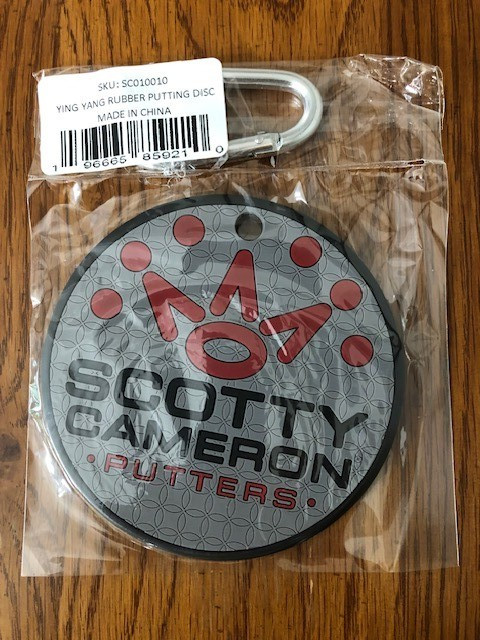 SKU: SC010010
YING YANG RUBBER PUTTING DISC
MADE IN CHINA
1 96665 85921 0
SCOTTY
CAMERON
• PUTTERS •